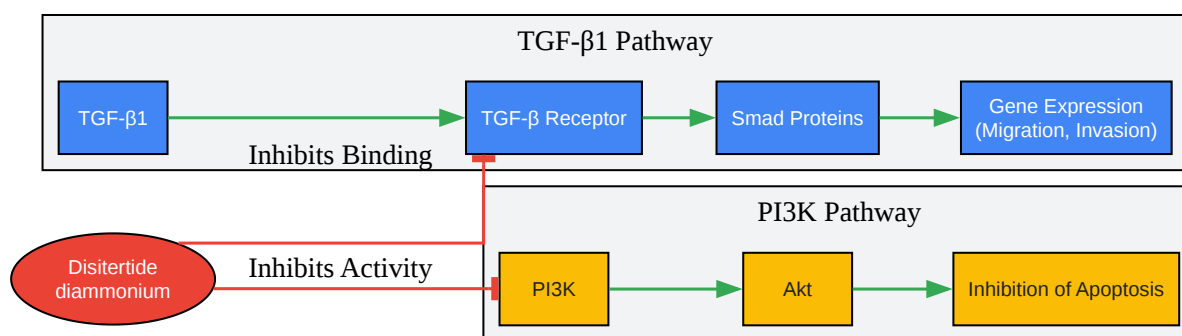 TGF-β1 Pathway
TGF-β1
TGF-β Receptor
Smad Proteins
Gene Expression
(Migration, Invasion)
Inhibits Binding
PI3K Pathway
Disitertide
diammonium
Inhibits Activity
PI3K
Akt
Inhibition of Apoptosis